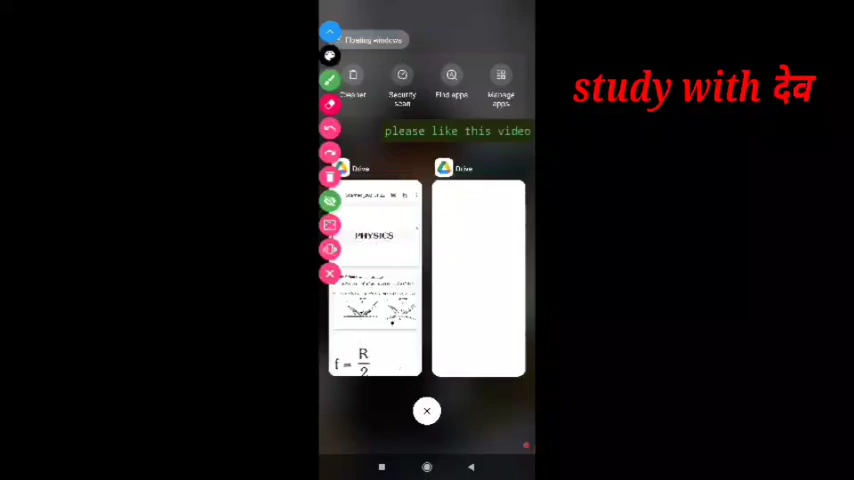 Floating windows
Cleaner
Security scan
Find apps
Manage apps
study with देव
please like this video
Drive
Drive
PHYSICS
f = R/2